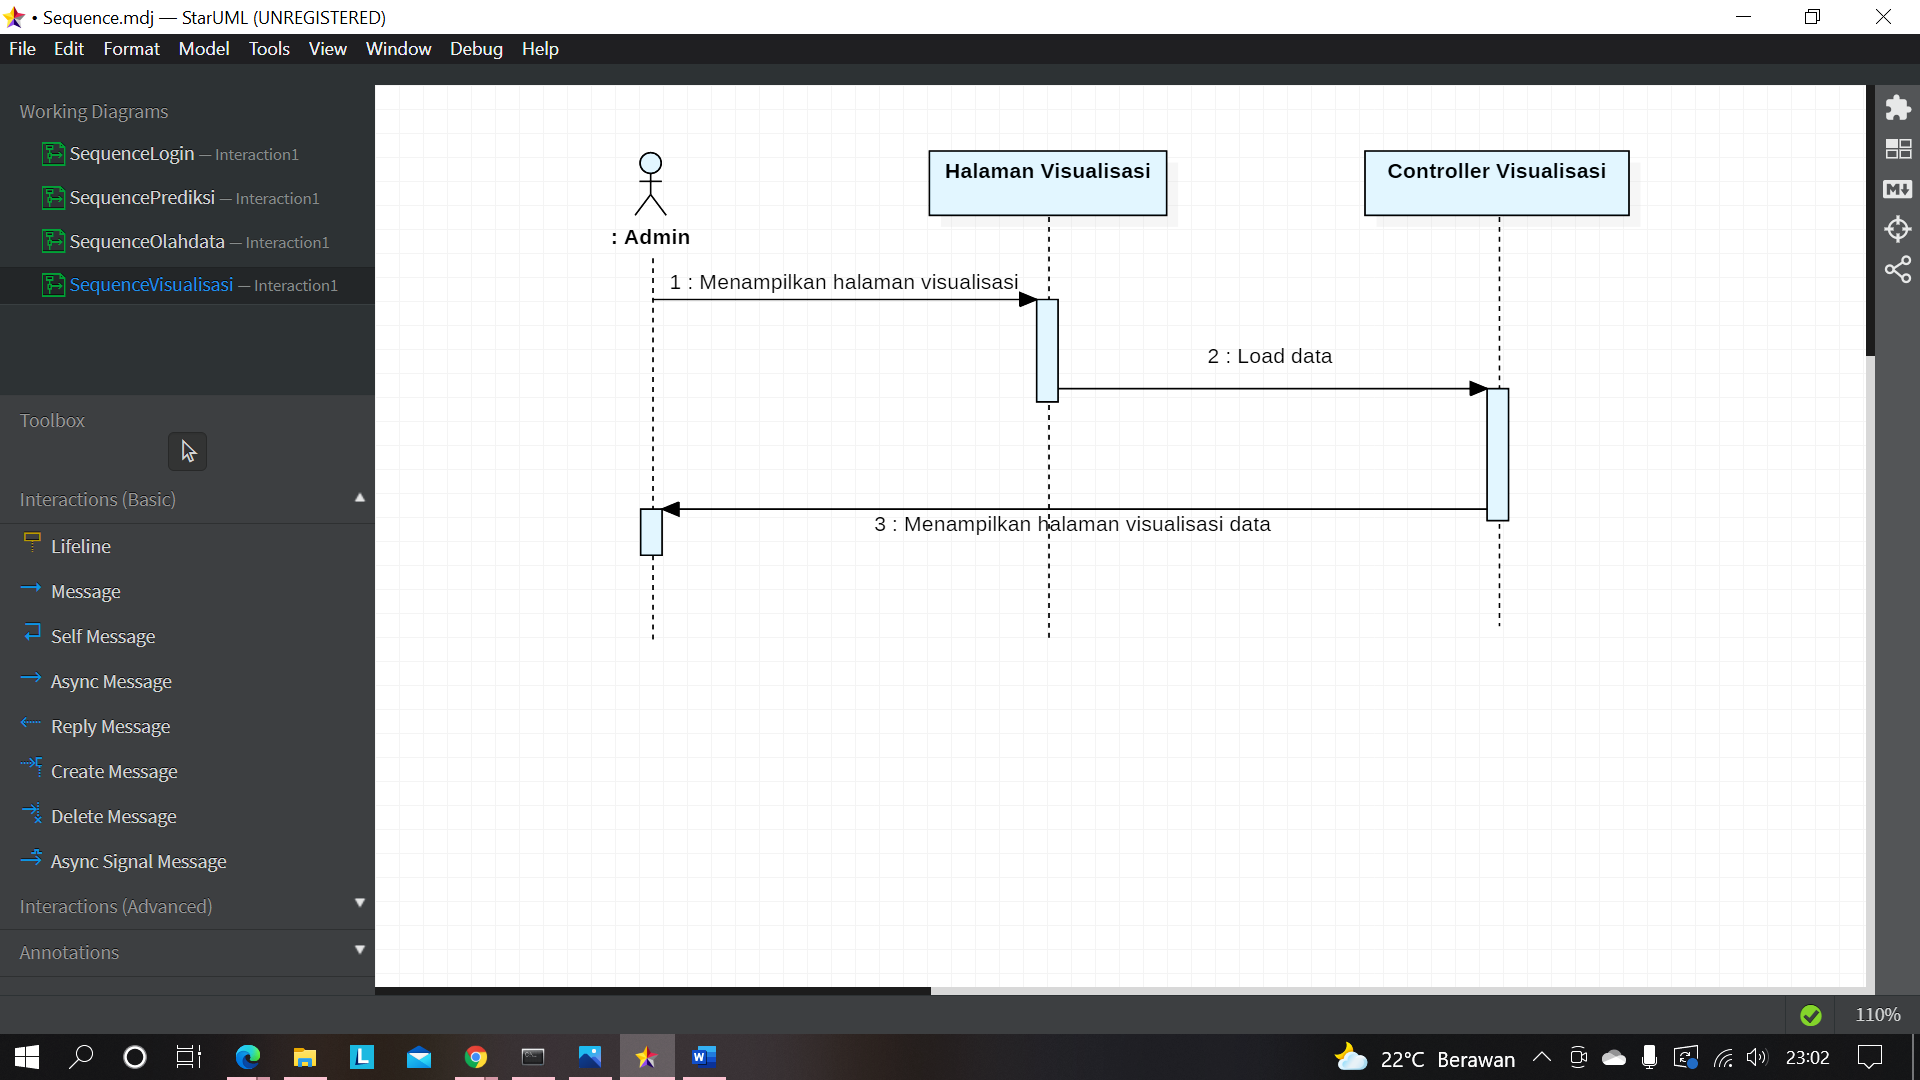 • Sequence.mdj — StarUML (UNREGISTERED)
File Edit Format Model Tools View Window Debug Help
Working Diagrams
SequenceLogin — Interaction1
SequencePrediksi — Interaction1
SequenceOlahdata — Interaction1
SequenceVisualisasi — Interaction1
Toolbox
Interactions (Basic)
Lifeline
Message
Self Message
Async Message
Reply Message
Create Message
Delete Message
Async Signal Message
Interactions (Advanced)
Annotations
: Admin
Halaman Visualisasi
Controller Visualisasi
1 : Menampilkan halaman visualisasi
2 : Load data
3 : Menampilkan halaman visualisasi data
M
110%
L
W
22°C Berawan
23:02